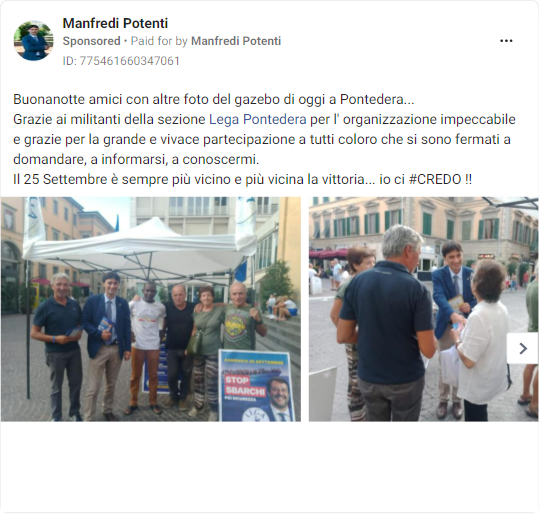 Manfredi Potenti
Sponsored • Paid for by Manfredi Potenti
ID: 775461660347061
Buonanotte amici con altre foto del gazebo di oggi a Pontedera...
Grazie ai militanti della sezione Lega Pontedera per l' organizzazione impeccabile
e grazie per la grande e vivace partecipazione a tutti coloro che si sono fermati a
domandare, a informarsi, a conoscermi.
Il 25 Settembre è sempre più vicino e più vicina la vittoria... io ci #CREDO !!
STOP
SBARCHI
PIÙ SICUREZZA
LEGA